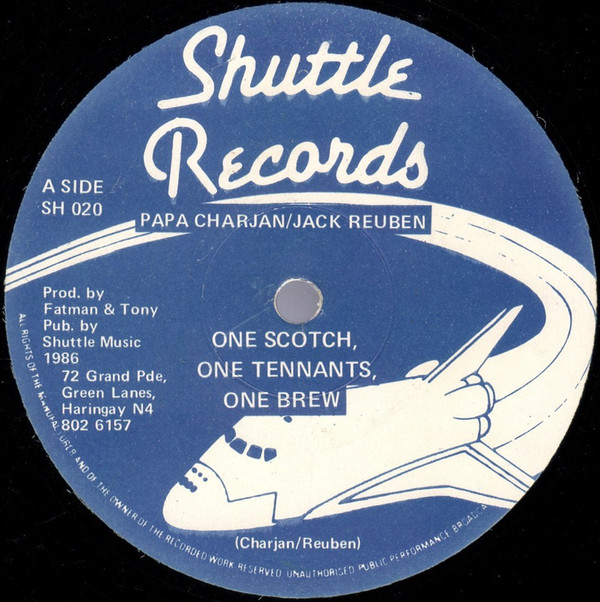 Shuttle
Records
A SIDE
SH 020
PAPA CHARJAN/JACK REUBEN
Prod. by
Fatman & Tony
Pub. by
Shuttle Music
1986
72 Grand Pde,
Green Lanes,
Haringay N4
802 6157
ONE SCOTCH,
ONE TENNANTS,
ONE BREW
(Charjan/Reuben)
ALL RIGHTS OF THE MANUFACTURER AND OF THE OWNER OF THE RECORDED WORK RESERVED UNAUTHORISED PUBLIC PERFORMANCE